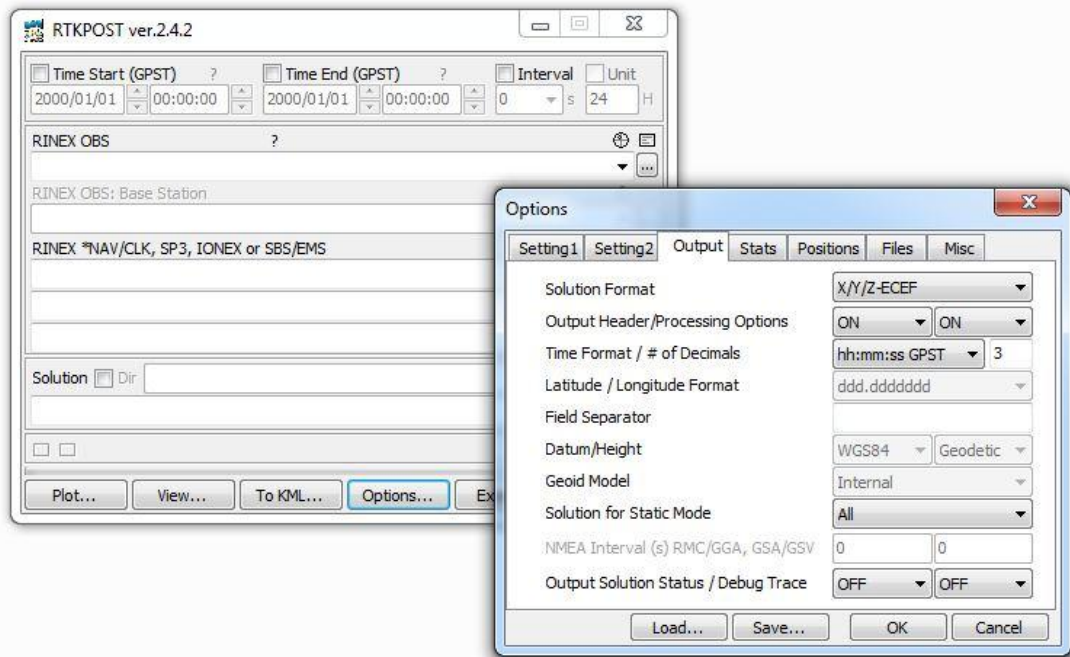 RTKPOST ver.2.4.2
Time Start (GPST) ? Time End (GPST) ? Interval Unit
2000/01/01 00:00:00 2000/01/01 00:00:00 0 s 24 H
RINEX OBS ?
...
RINEX OBS: Base Station
RINEX *NAV/CLK, SP3, IONEX or SBS/EMS
Solution Dir
Plot... View... To KML... Options...
Options
Setting1 Setting2 Output Stats Positions Files Misc
Solution Format X/Y/Z-ECEF
Output Header/Processing Options ON ON
Time Format / # of Decimals hh:mm:ss GPST 3
Latitude / Longitude Format ddd.ddddddd
Field Separator
Datum/Height WGS84 Geodetic
Geoid Model Internal
Solution for Static Mode All
NMEA Interval (s) RMC/GGA, GSA/GSV 0 0
Output Solution Status / Debug Trace OFF OFF
Load... Save... OK Cancel